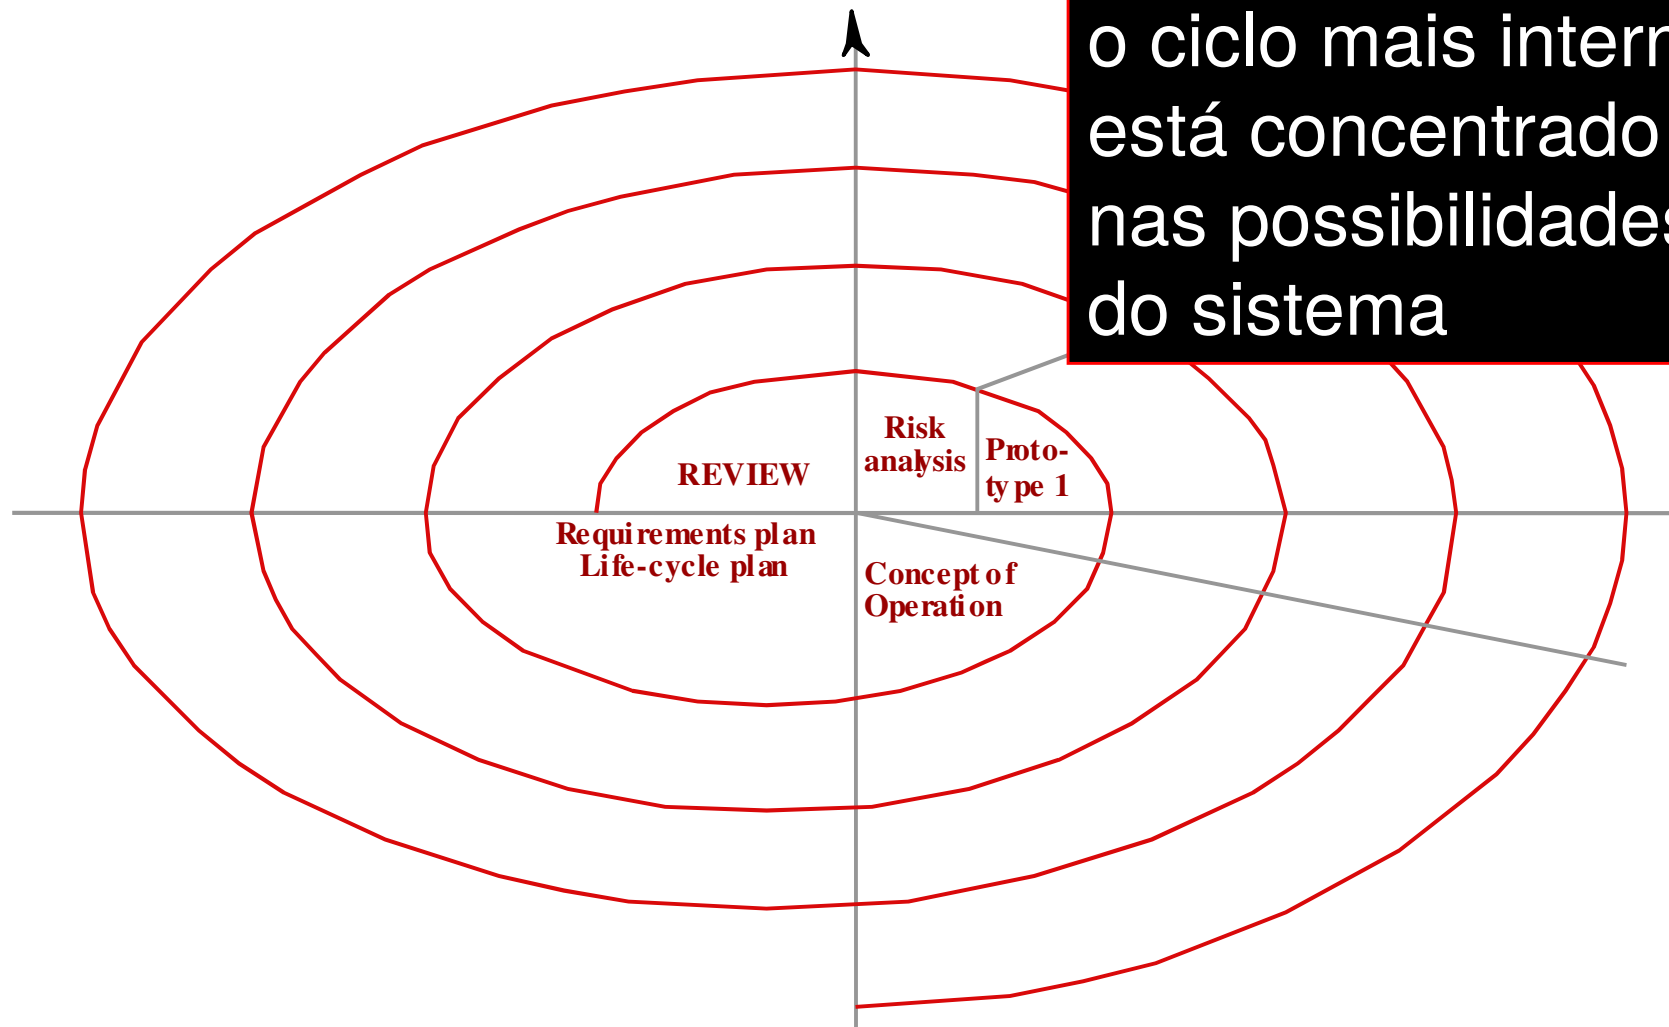 o ciclo mais intern
está concentrado
nas possibilidades
do sistema
Risk
analysis
Proto-
type 1
REVIEW
Requirements plan
Life-cycle plan
Concept of
Operation